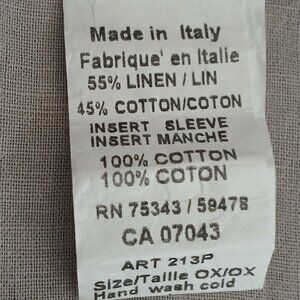 Made in Italy
Fabrique' en Italie
55% LINEN / LIN
45% COTTON/COTON
INSERT SLEEVE
INSERT MANCHE
100% COTTON
100% COTON
RN 75343 / 59478
CA 07043
ART 213P
Size/Taille OX/OX
Hand wash cold